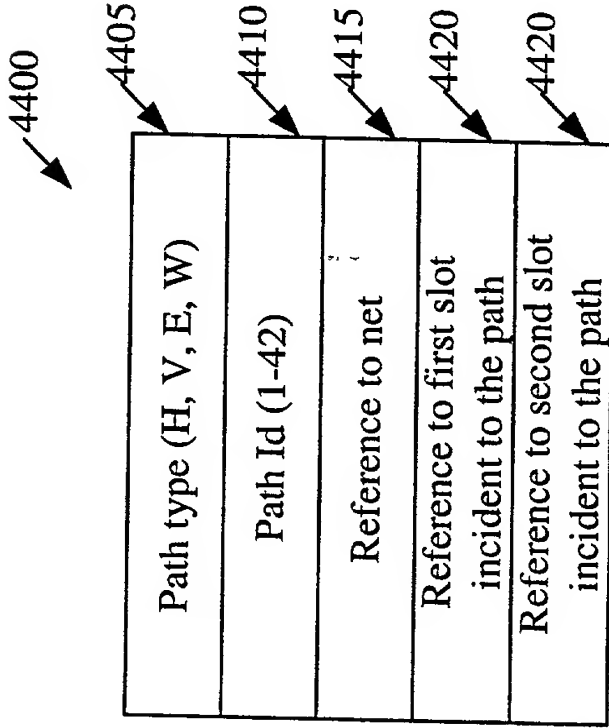 4400
Path type (H, V, E, W)
4405
Path Id (1-42)
4410
Reference to net
4415
Reference to first slot
incident to the path
4420
Reference to second slot
incident to the path
4420